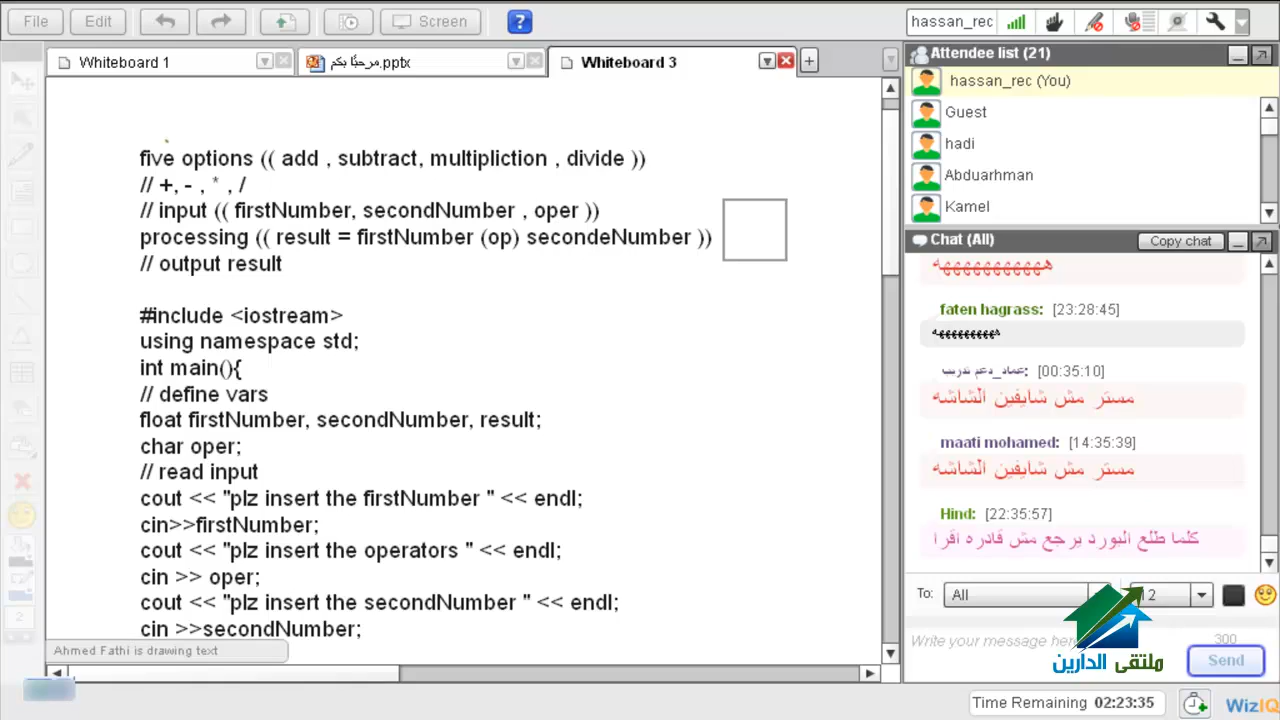 File
Edit
Screen
?
hassan_rec
Whiteboard 1
مرحبًا بكم.pptx
Whiteboard 3
five options (( add , subtract, multipliction , divide ))
// +, - , * , /
// input (( firstNumber, secondNumber , oper ))
processing (( result = firstNumber (op) secondeNumber ))
// output result
#include <iostream>
using namespace std;
int main(){
// define vars
float firstNumber, secondNumber, result;
char oper;
// read input
cout << "plz insert the firstNumber " << endl;
cin>>firstNumber;
cout << "plz insert the operators " << endl;
cin >> oper;
cout << "plz insert the secondNumber " << endl;
cin >>secondNumber;
Ahmed Fathi is drawing text
2
Attendee list (21)
hassan_rec (You)
Guest
hadi
Abduarhman
Kamel
Chat (All)
Copy chat
faten hagrass: [23:28:45]
عماد_دعم تدريب: [00:35:10]
مستر مش شايفين الشاشه
maati mohamed: [14:35:39]
مستر مش شايفين الشاشه
Hind: [22:35:57]
كلما طلع البورد يرجع مش قادره اقرا
To:
All
12
Write your message here
300
Send
ملتقى الدارين
Time Remaining 02:23:35
WizIQ